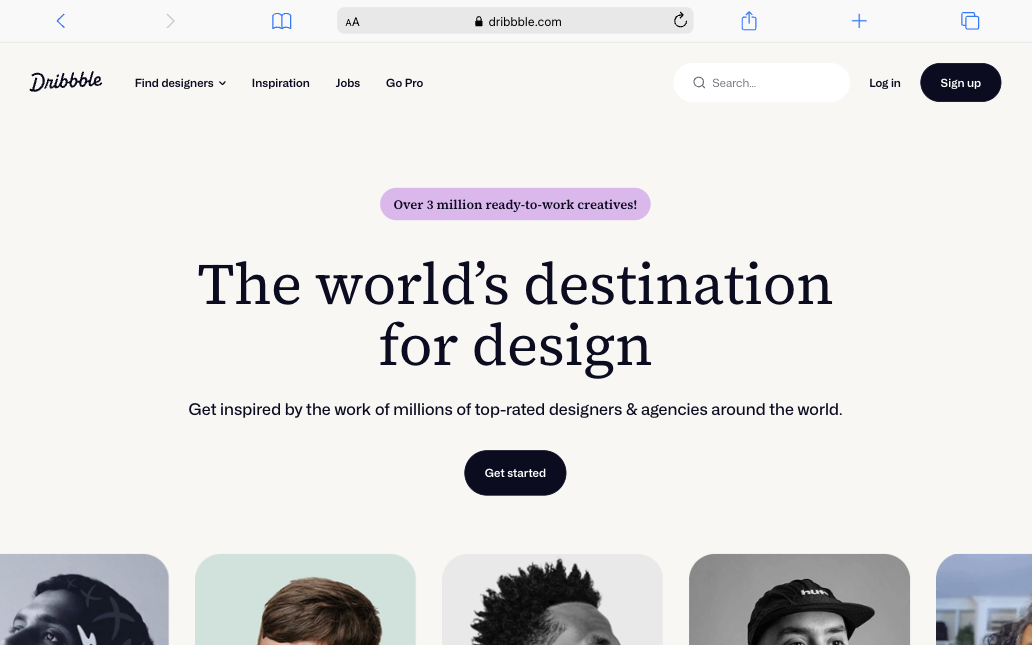 AA
dribbble.com
Dribbble
Find designers
Inspiration
Jobs
Go Pro
Search...
Log in
Sign up
Over 3 million ready-to-work creatives!
The world’s destination
for design
Get inspired by the work of millions of top-rated designers & agencies around the world.
Get started